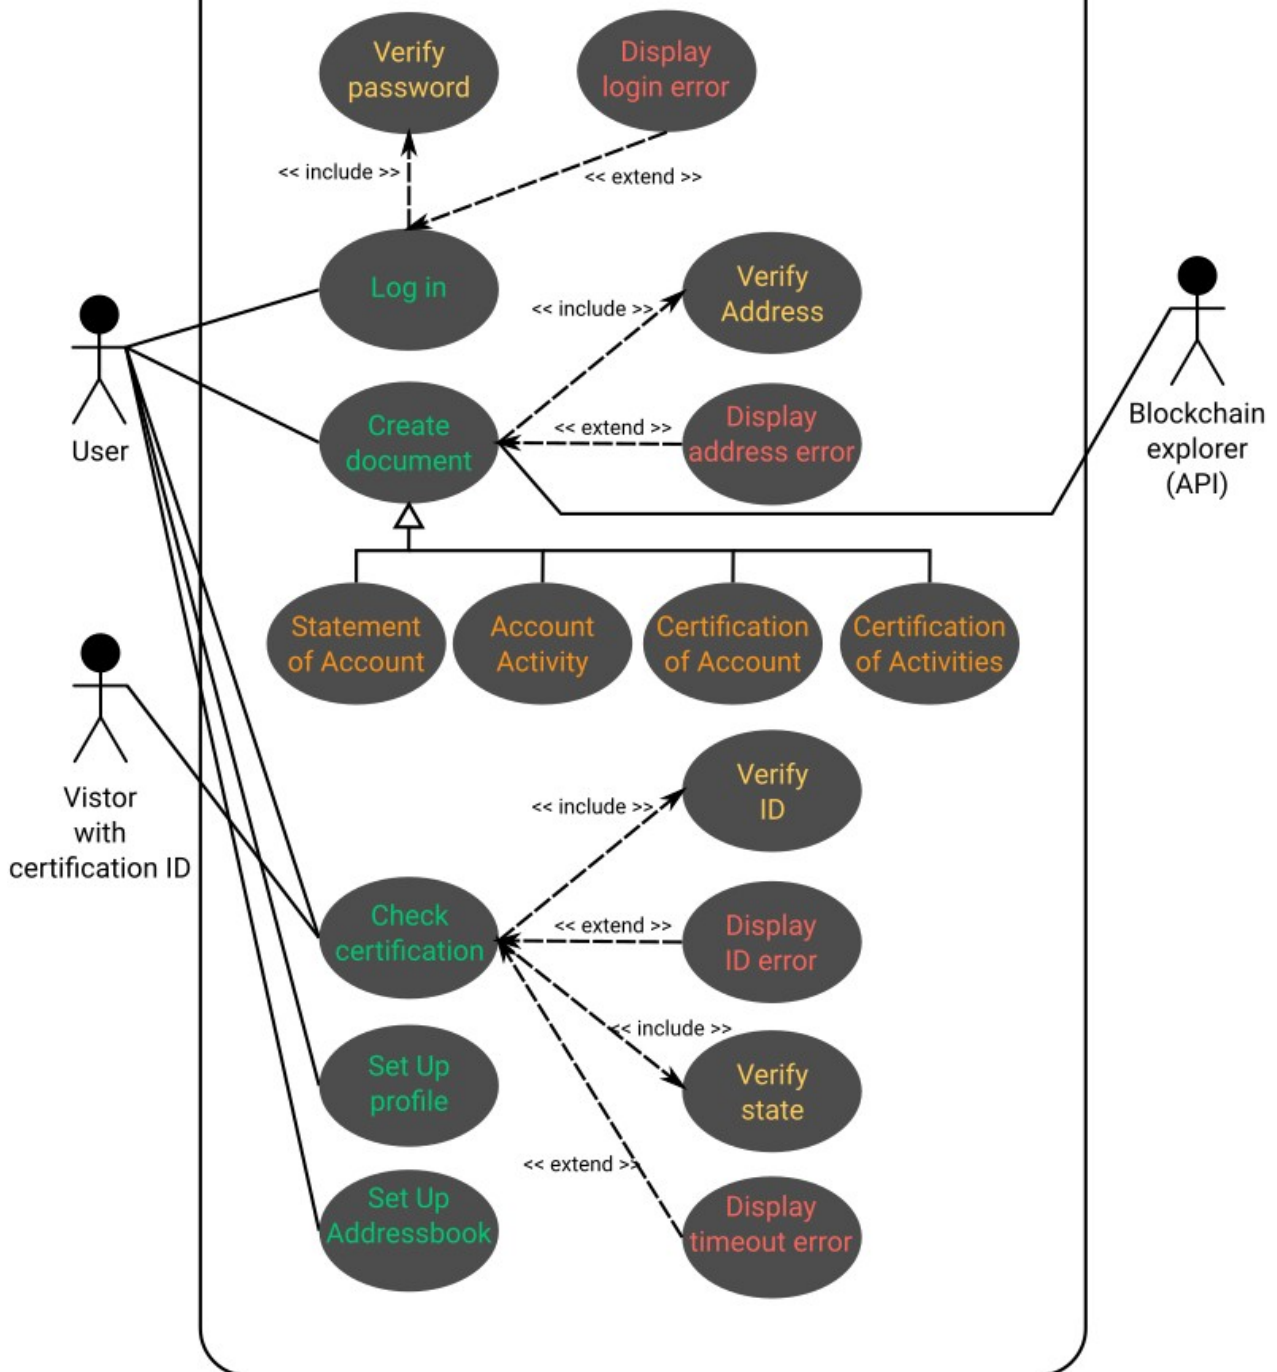 Verify
password
Display
login error
<< include >>
<< extend >>
Log in
Verify
Address
<< include >>
User
Create
document
<< extend >>
Display
address error
Blockchain
explorer
(API)
Statement
of Account
Account
Activity
Certification
of Account
Certification
of Activities
Vistor
with
certification ID
Verify
ID
<< include >>
Check
certification
<< extend >>
Display
ID error
<< include >>
Set Up
profile
Verify
state
<< extend >>
Set Up
Addressbook
Display
timeout error